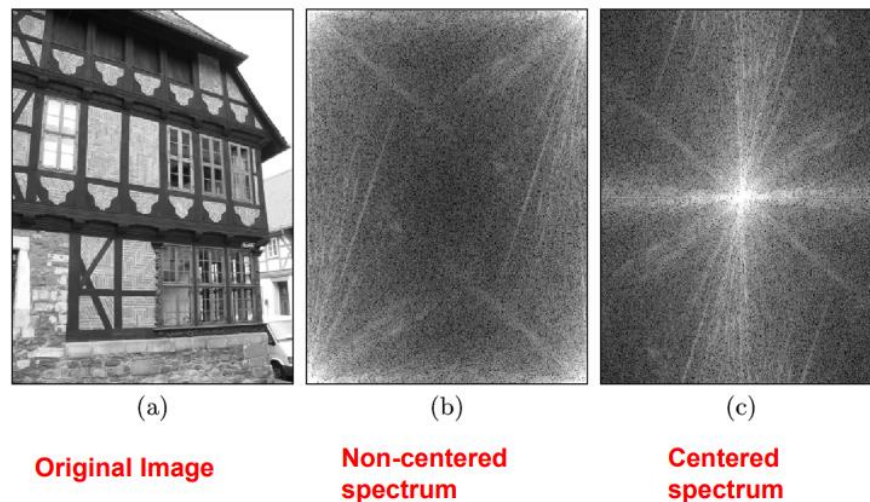 (a)
(b)
(c)
Original Image
Non-centered
spectrum
Centered
spectrum